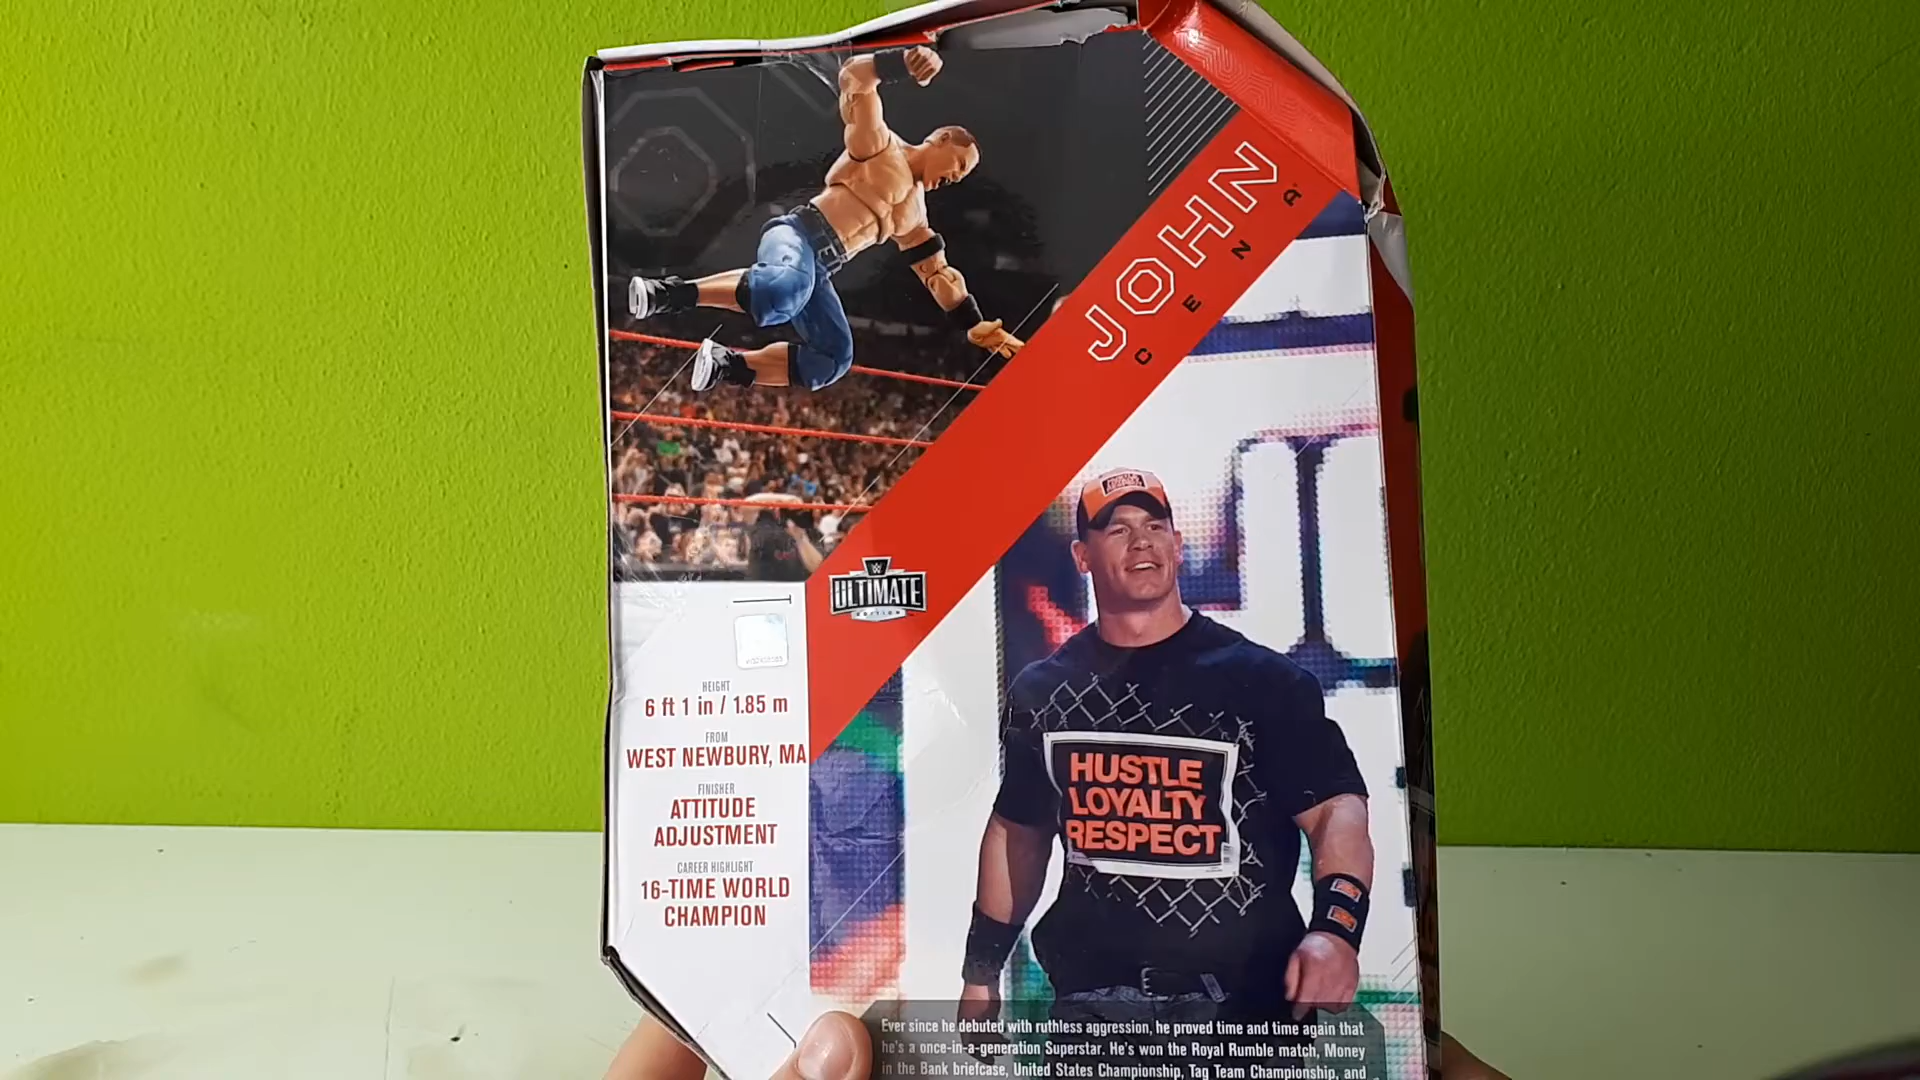 JOHN
CENA
ULTIMATE
EDITION
HEIGHT
6 ft 1 in / 1.85 m
FROM
WEST NEWBURY, MA
FINISHER
ATTITUDE
ADJUSTMENT
CAREER HIGHLIGHT
16-TIME WORLD
CHAMPION
HUSTLE
LOYALTY
RESPECT
Ever since he debuted with ruthless aggression, he proved time and time again that
he's a once-in-a-generation Superstar. He's won the Royal Rumble match, Money
in the Bank briefcase, United States Championship, Tag Team Championship, and